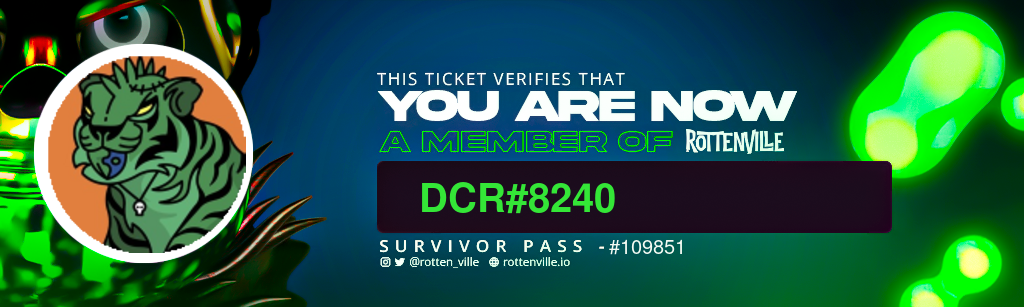 THIS TICKET VERIFIES THAT
YOU ARE NOW
A MEMBER OF ROTTENVILLE
DCR#8240
SURVIVOR PASS - #109851
@rotten_ville rottenville.io